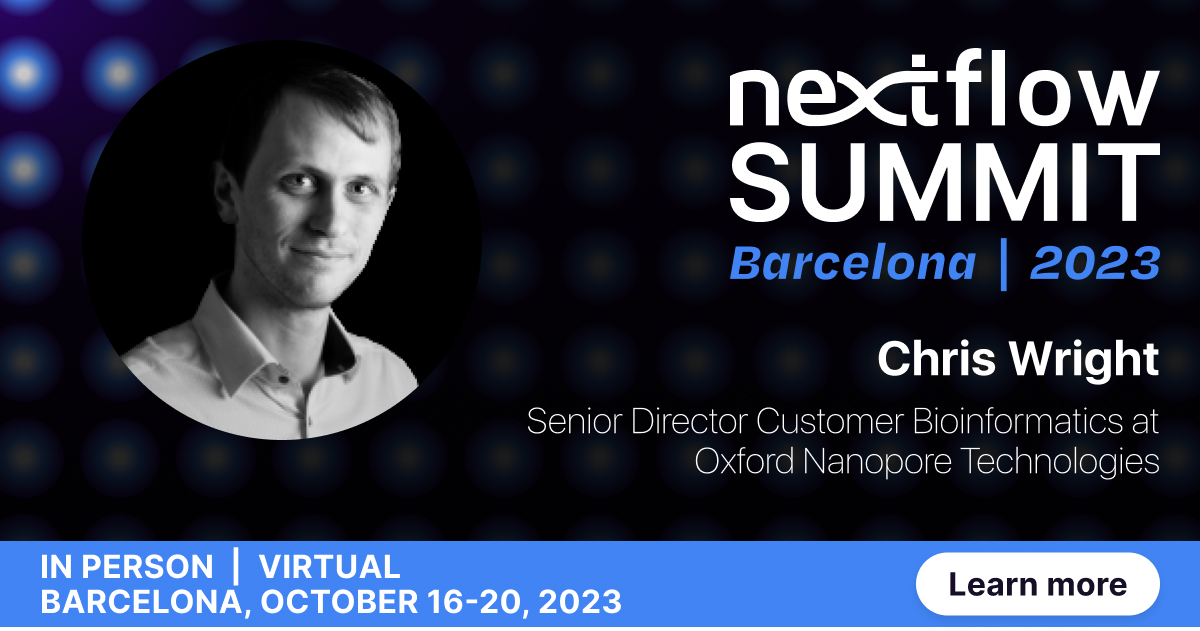 nextflow
SUMMIT
Barcelona | 2023
Chris Wright
Senior Director Customer Bioinformatics at
Oxford Nanopore Technologies
IN PERSON | VIRTUAL
BARCELONA, OCTOBER 16-20, 2023
Learn more